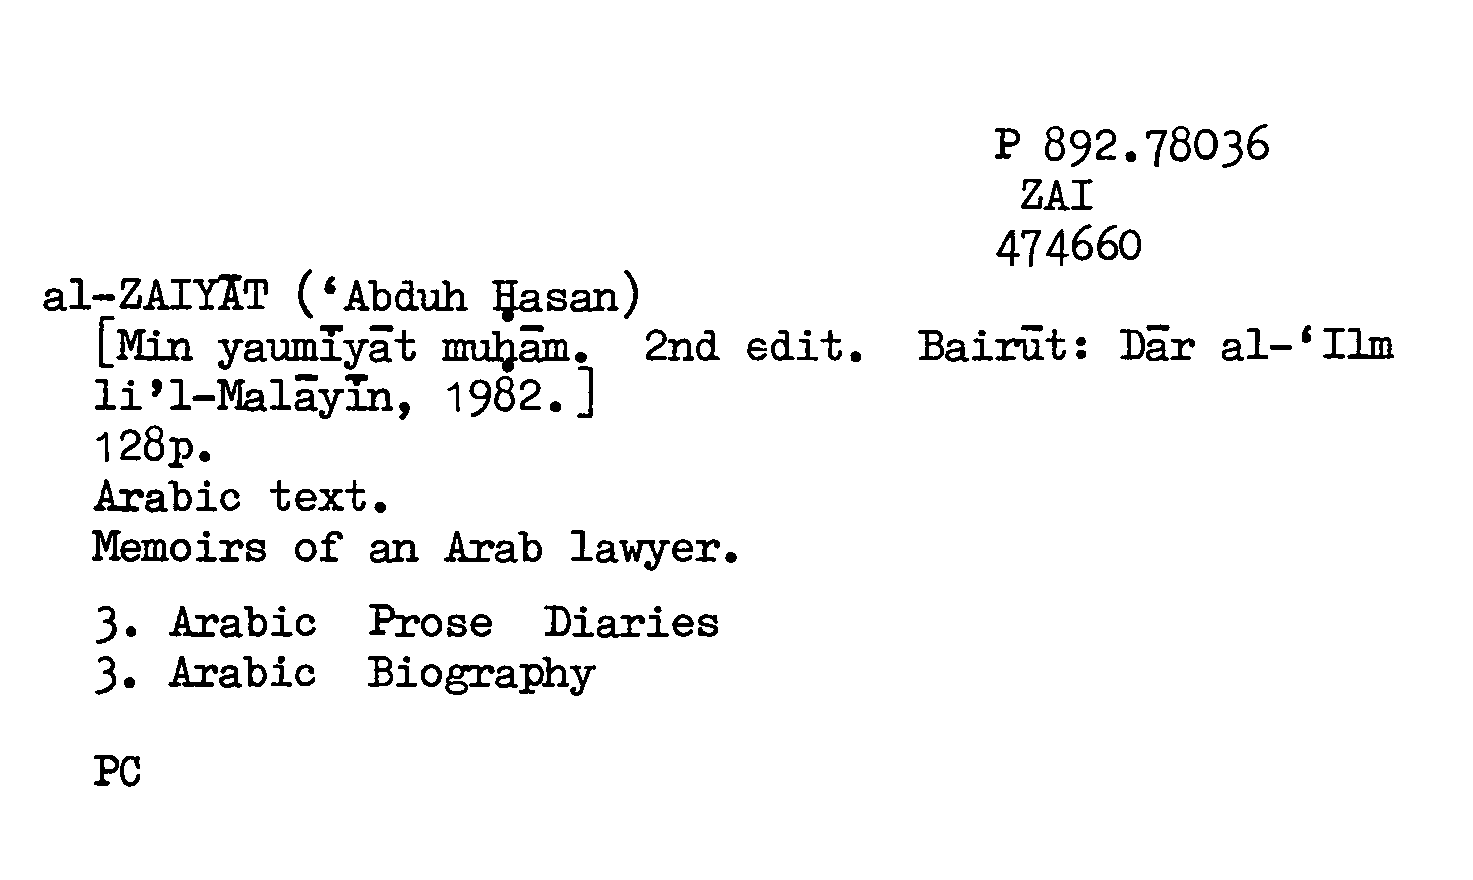 P 892.78036
ZAI
474660
al-ZAIYĀT (‘Abduh Ḥasan)
[Min yaumīyāt muḥām. 2nd edit. Bairūt: Dār al-‘Ilm
li’l-Malāyīn, 1982.]
128p.
Arabic text.
Memoirs of an Arab lawyer.
3. Arabic Prose Diaries
3. Arabic Biography
PC